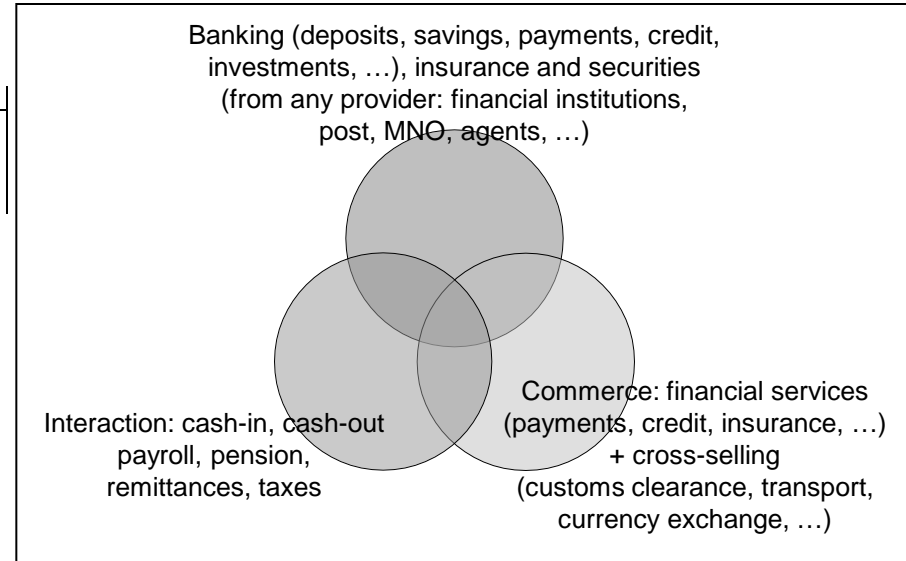 Banking (deposits, savings, payments, credit,
investments, …), insurance and securities
(from any provider: financial institutions,
post, MNO, agents, …)
Interaction: cash-in, cash-out
payroll, pension,
remittances, taxes
Commerce: financial services
(payments, credit, insurance, …)
+ cross-selling
(customs clearance, transport,
currency exchange, …)